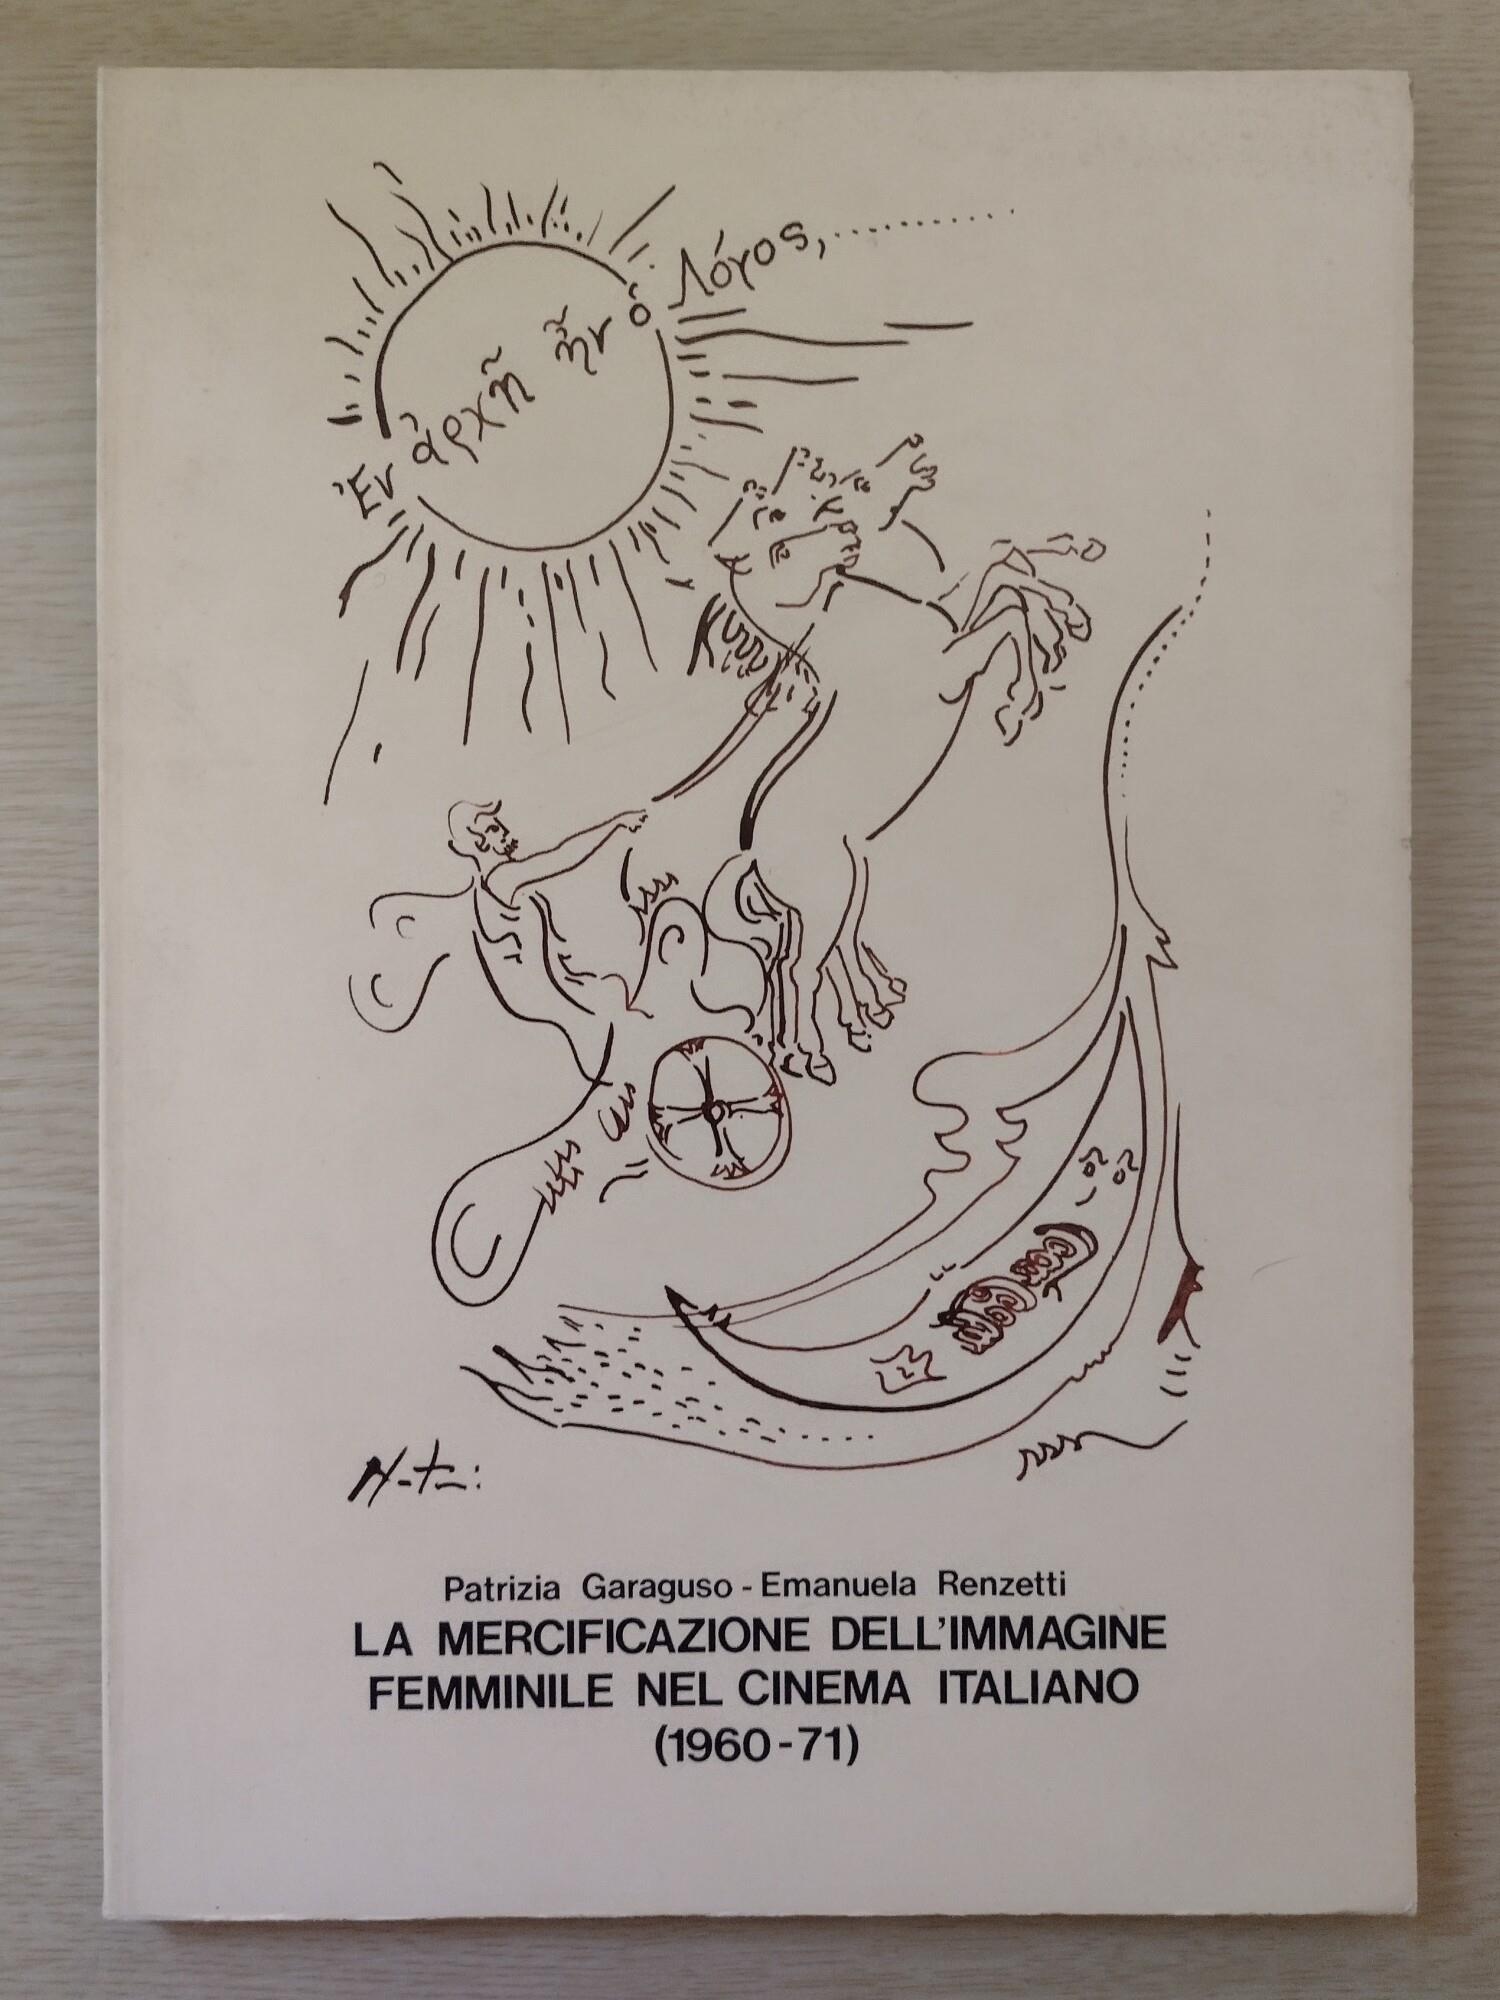 Ἐν ἀρχῆ ἦν ὁ Λόγος,..........
Patrizia Garaguso - Emanuela Renzetti
LA MERCIFICAZIONE DELL'IMMAGINE
FEMMINILE NEL CINEMA ITALIANO
(1960-71)